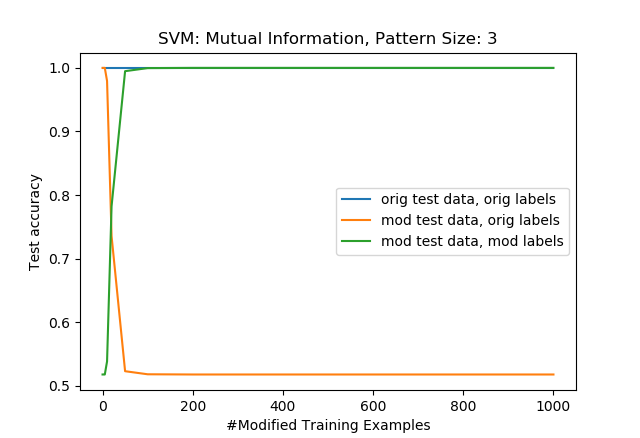 SVM: Mutual Information, Pattern Size: 3
Test accuracy
1.0
0.9
0.8
0.7
0.6
0.5
orig test data, orig labels
mod test data, orig labels
mod test data, mod labels
0 200 400 600 800 1000
#Modified Training Examples